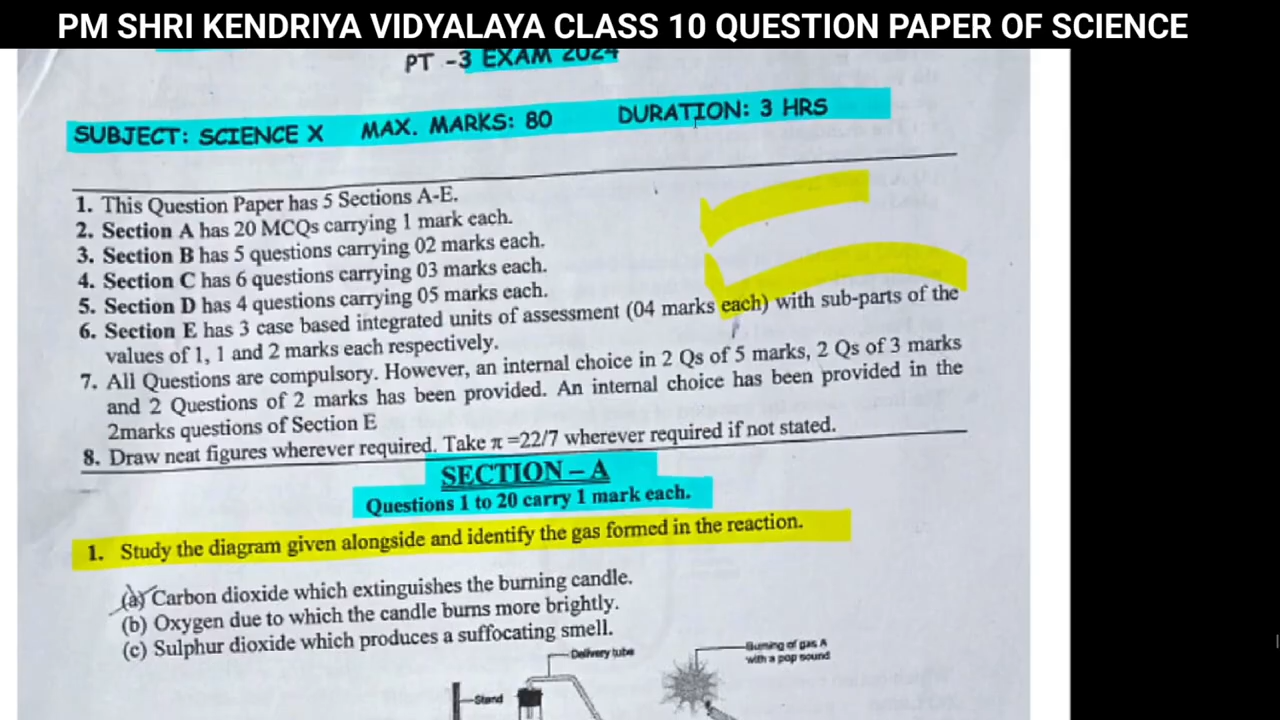 PM SHRI KENDRIYA VIDYALAYA CLASS 10 QUESTION PAPER OF SCIENCE
PT -3 EXAM 2024
SUBJECT: SCIENCE X MAX. MARKS: 80 DURATION: 3 HRS
1. This Question Paper has 5 Sections A-E.
2. Section A has 20 MCQs carrying 1 mark each.
3. Section B has 5 questions carrying 02 marks each.
4. Section C has 6 questions carrying 03 marks each.
5. Section D has 4 questions carrying 05 marks each.
6. Section E has 3 case based integrated units of assessment (04 marks each) with sub-parts of the
values of 1, 1 and 2 marks each respectively.
7. All Questions are compulsory. However, an internal choice in 2 Qs of 5 marks, 2 Qs of 3 marks
and 2 Questions of 2 marks has been provided. An internal choice has been provided in the
2marks questions of Section E
8. Draw neat figures wherever required. Take π =22/7 wherever required if not stated.
SECTION – A
Questions 1 to 20 carry 1 mark each.
1. Study the diagram given alongside and identify the gas formed in the reaction.
(a) Carbon dioxide which extinguishes the burning candle.
(b) Oxygen due to which the candle burns more brightly.
(c) Sulphur dioxide which produces a suffocating smell.
Delivery tube
Burning of gas A
with a pop sound
Stand